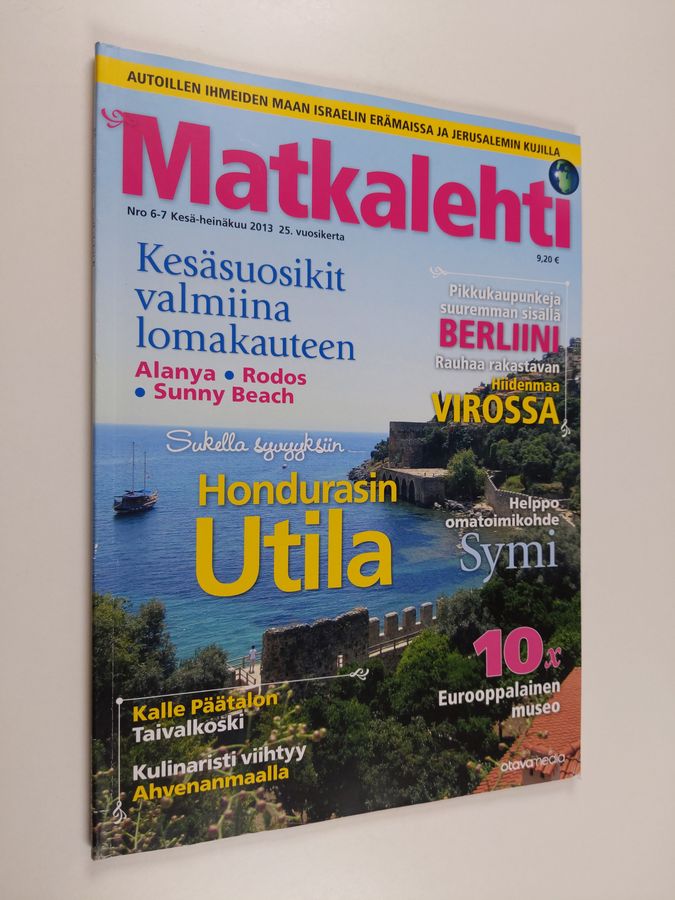 AUTOILLEN IHMEIDEN MAAN ISRAELIN ERÄMAISSA JA JERUSALEMIN KUJILLA
Matkalehti
Nro 6-7 Kesä-heinäkuu 2013 25. vuosikerta
9,20 €
Kesäsuosikit
valmiina
lomakauteen
Alanya • Rodos
• Sunny Beach
Pikkukaupunkeja
suuremman sisällä
BERLIINI
Rauhaa rakastavan
Hiidenmaa
VIROSSA
Sukella syvyyksiin
Hondurasin
Utila
Helppo
omatoimikohde
Symi
10x
Eurooppalainen
museo
Kalle Päätalon
Taivalkoski
Kulinaristi viihtyy
Ahvenanmaalla
otavamedia